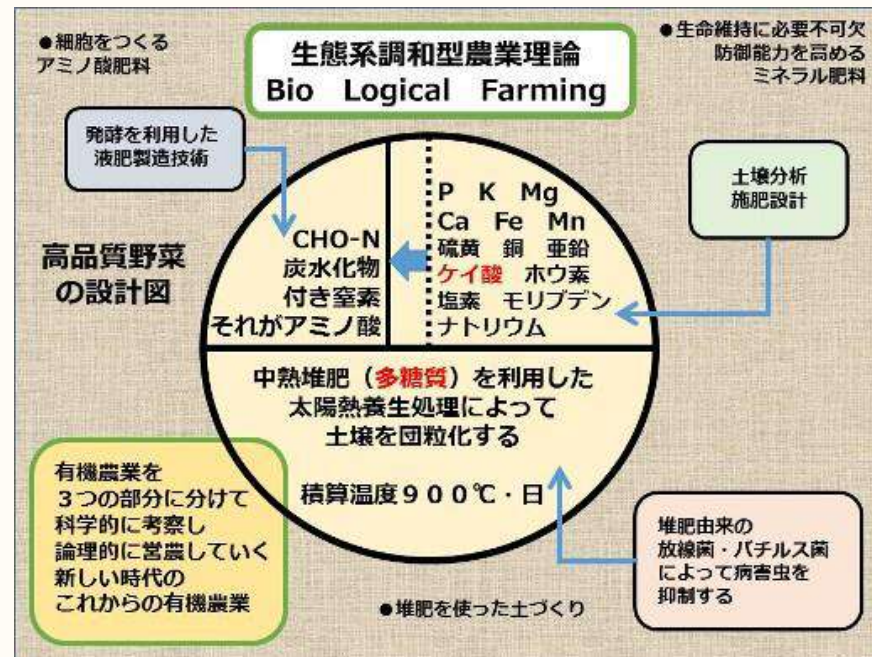 ●細胞をつくる
アミノ酸肥料
生態系調和型農業理論
Bio Logical Farming
●生命維持に必要不可欠
防御能力を高める
ミネラル肥料
発酵を利用した
液肥製造技術
土壌分析
施肥設計
高品質野菜
の設計図
CHO-N
炭水化物
付き窒素
それがアミノ酸
P K Mg
Ca Fe Mn
硫黄 銅 亜鉛
ケイ酸 ホウ素
塩素 モリブデン
ナトリウム
中熟堆肥（多糖質）を利用した
太陽熱養生処理によって
土壌を団粒化する
積算温度９００℃・日
有機農業を
３つの部分に分けて
科学的に考察し
論理的に営農していく
新しい時代の
これからの有機農業
堆肥由来の
放線菌・バチルス菌
によって病害虫を
抑制する
●堆肥を使った土づくり